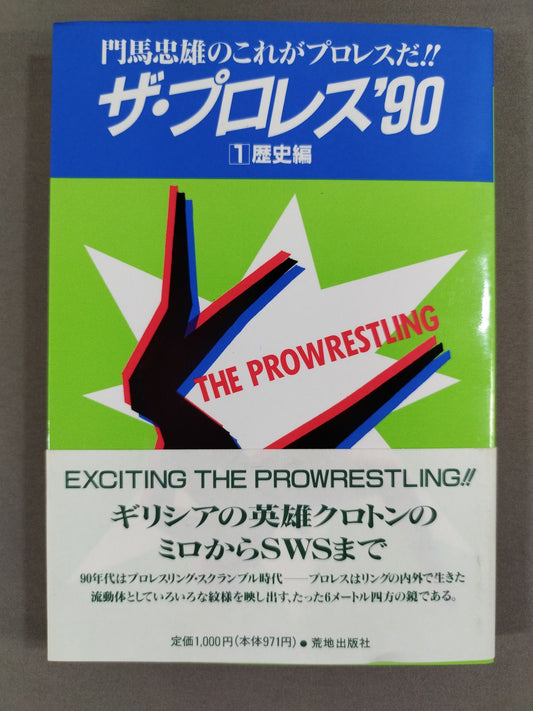 門馬忠雄のこれがプロレスだ!!
ザ・プロレス'90
1歴史編
THE PROWRESTLING
EXCITING THE PROWRESTLING!!
ギリシアの英雄クロトンの
ミロからSWSまで
90年代はプロレスリング・スクランブル時代――プロレスはリングの内外で生きた
流動体としていろいろな紋様を映し出す、たった6メートル四方の鏡である。
定価1,000円(本体971円)●荒地出版社